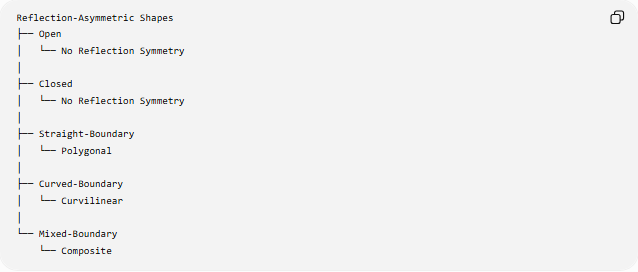 Reflection-Asymmetric Shapes
├── Open
│   └── No Reflection Symmetry
│
├── Closed
│   └── No Reflection Symmetry
│
├── Straight-Boundary
│   └── Polygonal
│
├── Curved-Boundary
│   └── Curvilinear
│
└── Mixed-Boundary
    └── Composite